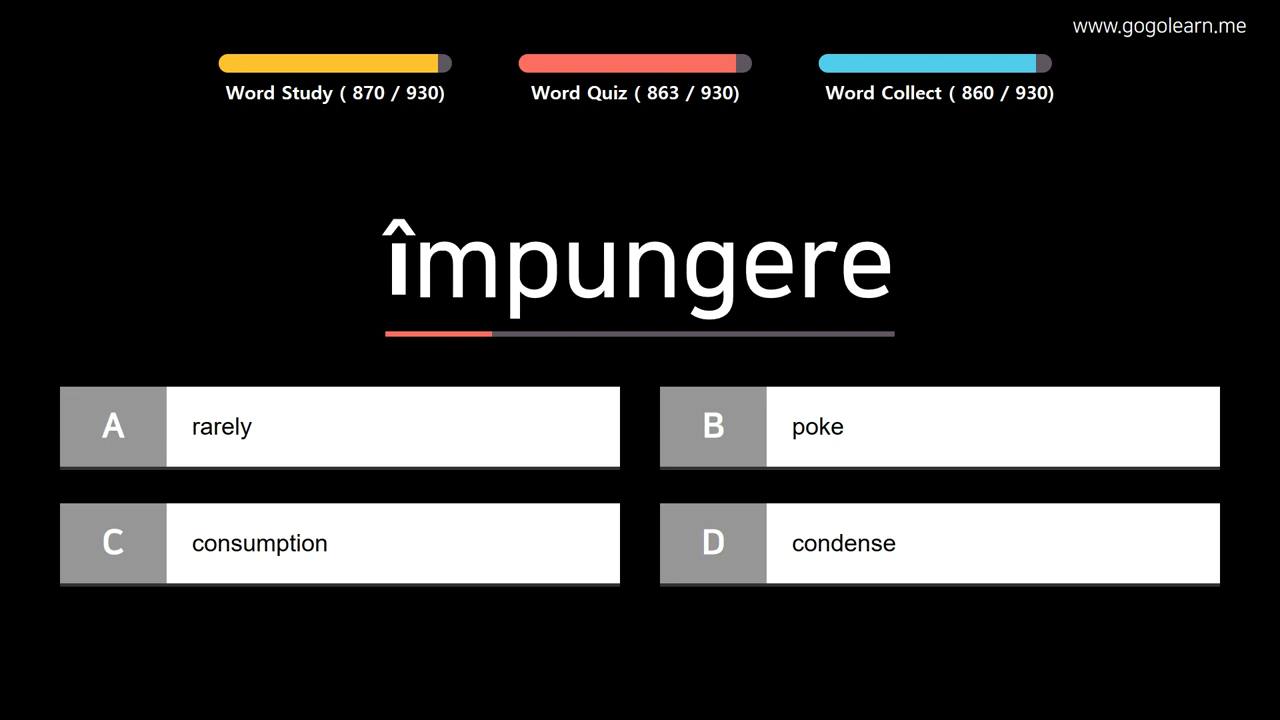 www.gogolearn.me
Word Study ( 870 / 930)
Word Quiz ( 863 / 930)
Word Collect ( 860 / 930)
împungere
A rarely
B poke
C consumption
D condense